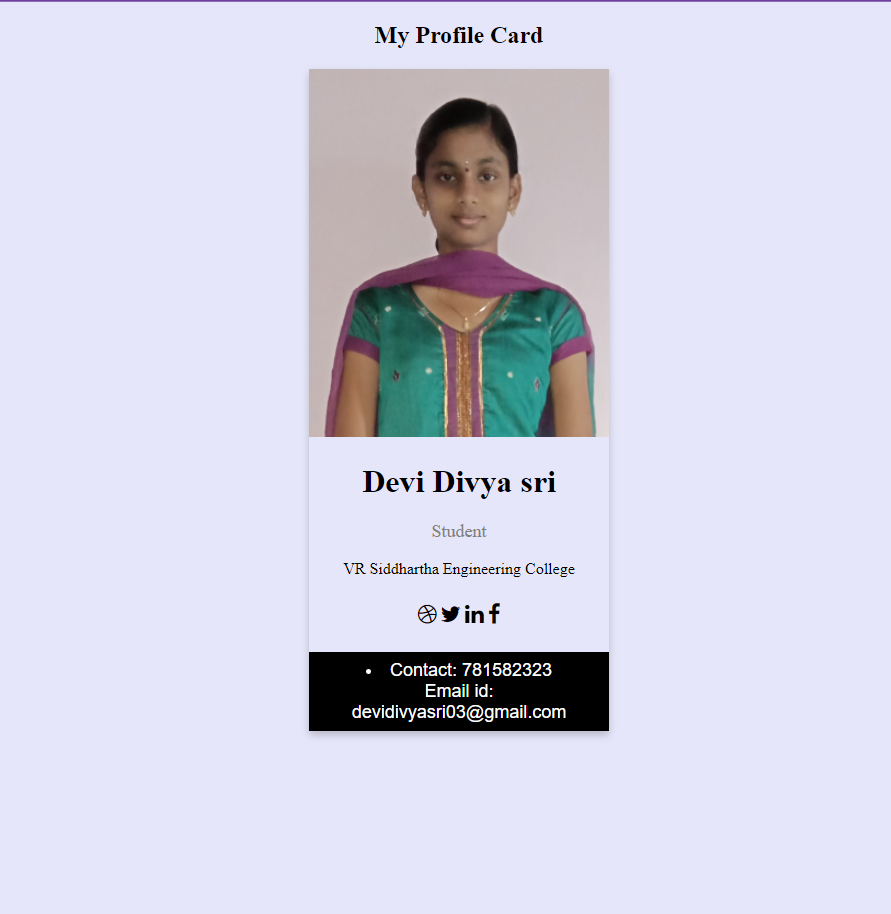 My Profile Card
Devi Divya sri
Student
VR Siddhartha Engineering College
• Contact: 781582323
Email id:
devidivyasri03@gmail.com